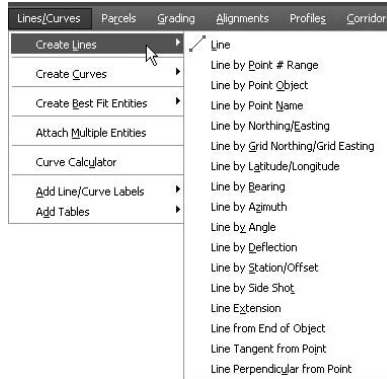 Lines/Curves Parcels Grading Alignments Profiles Corridor
Create Lines
Create Curves
Create Best Fit Entities
Attach Multiple Entities
Curve Calculator
Add Line/Curve Labels
Add Tables
Line
Line by Point # Range
Line by Point Object
Line by Point Name
Line by Northing/Easting
Line by Grid Northing/Grid Easting
Line by Latitude/Longitude
Line by Bearing
Line by Azimuth
Line by Angle
Line by Deflection
Line by Station/Offset
Line by Side Shot
Line Extension
Line from End of Object
Line Tangent from Point
Line Perpendicular from Point